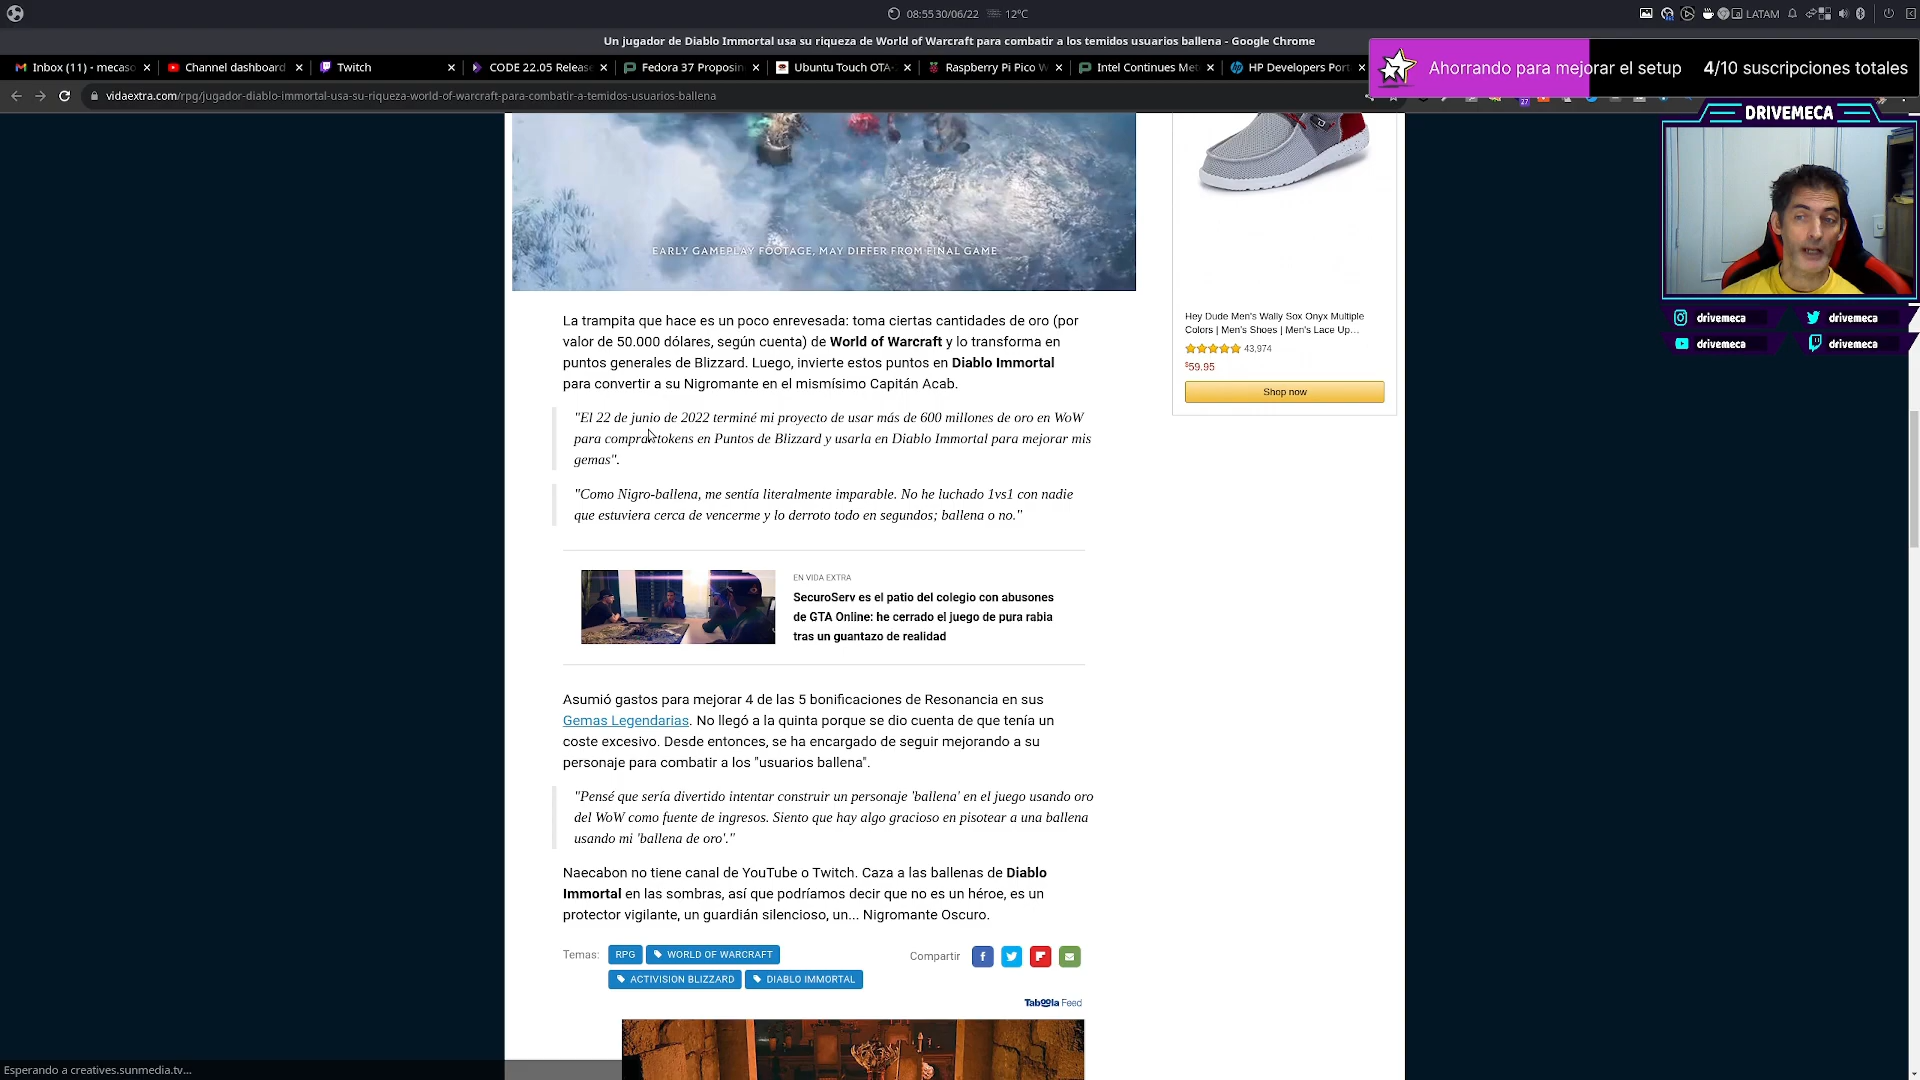 08:55 30/06/22 12°C
LATAM
Un jugador de Diablo Immortal usa su riqueza de World of Warcraft para combatir a los temidos usuarios ballena - Google Chrome
Inbox (11) - mecaso
Channel dashboard
Twitch
CODE 22.05 Release
Fedora 37 Proposin
Ubuntu Touch OTA-
Raspberry Pi Pico W
Intel Continues Met
HP Developers Port
Ahorrando para mejorar el setup
4/10 suscripciones totales
vidaextra.com/rpg/jugador-diablo-immortal-usa-su-riqueza-world-of-warcraft-para-combatir-a-temidos-usuarios-ballena
27
DRIVEMECA
drivemeca
drivemeca
drivemeca
drivemeca
EARLY GAMEPLAY FOOTAGE, MAY DIFFER FROM FINAL GAME
Hey Dude Men's Wally Sox Onyx Multiple
Colors | Men's Shoes | Men's Lace Up...
43,974
$59.95
Shop now
La trampita que hace es un poco enrevesada: toma ciertas cantidades de oro (por
valor de 50.000 dólares, según cuenta) de World of Warcraft y lo transforma en
puntos generales de Blizzard. Luego, invierte estos puntos en Diablo Immortal
para convertir a su Nigromante en el mismísimo Capitán Acab.
"El 22 de junio de 2022 terminé mi proyecto de usar más de 600 millones de oro en WoW
para comprar tokens en Puntos de Blizzard y usarla en Diablo Immortal para mejorar mis
gemas".
"Como Nigro-ballena, me sentía literalmente imparable. No he luchado 1vs1 con nadie
que estuviera cerca de vencerme y lo derroto todo en segundos; ballena o no."
EN VIDA EXTRA
SecuroServ es el patio del colegio con abusones
de GTA Online: he cerrado el juego de pura rabia
tras un guantazo de realidad
Asumió gastos para mejorar 4 de las 5 bonificaciones de Resonancia en sus
Gemas Legendarias. No llegó a la quinta porque se dio cuenta de que tenía un
coste excesivo. Desde entonces, se ha encargado de seguir mejorando a su
personaje para combatir a los "usuarios ballena".
"Pensé que sería divertido intentar construir un personaje 'ballena' en el juego usando oro
del WoW como fuente de ingresos. Siento que hay algo gracioso en pisotear a una ballena
usando mi 'ballena de oro'."
Naecabon no tiene canal de YouTube o Twitch. Caza a las ballenas de Diablo
Immortal en las sombras, así que podríamos decir que no es un héroe, es un
protector vigilante, un guardián silencioso, un... Nigromante Oscuro.
Temas: RPG WORLD OF WARCRAFT
ACTIVISION BLIZZARD DIABLO IMMORTAL
Compartir
Taboola Feed
Esperando a creatives.sunmedia.tv...